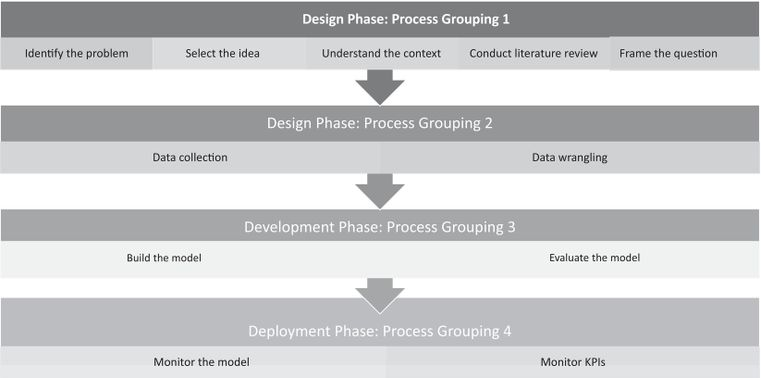 Design Phase: Process Grouping 1
Identify the problem
Select the idea
Understand the context
Conduct literature review
Frame the question
Design Phase: Process Grouping 2
Data collection
Data wrangling
Development Phase: Process Grouping 3
Build the model
Evaluate the model
Deployment Phase: Process Grouping 4
Monitor the model
Monitor KPIs